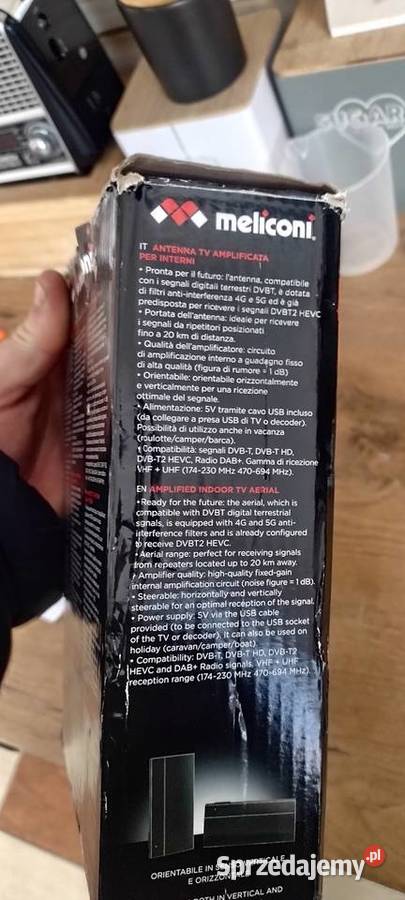 SUGAR
meliconi
IT ANTENNA TV AMPLIFICATA
PER INTERNI
• Pronta per il futuro: l'antenna, compatibile
con i segnali digitali terrestri DVBT, è dotata
di filtri anti-interferenza 4G e 5G ed è già
predisposta per ricevere i segnali DVBT2 HEVC
• Portata dell'antenna: ideale per ricevere
i segnali da ripetitori posizionati
fino a 20 km di distanza.
• Qualità dell'amplificatore: circuito
di amplificazione interno a guadagno fisso
di alta qualità (figura di rumore = 1 dB)
• Orientabile: orientabile orizzontalmente
e verticalmente per una ricezione
ottimale del segnale.
• Alimentazione: 5V tramite cavo USB incluso
(da collegare a presa USB di TV o decoder).
Possibilità di utilizzo anche in vacanza
(roulotte/camper/barca).
• Compatibilità: segnali DVB-T, DVB-T HD,
DVB-T2 HEVC, Radio DAB+. Gamma di ricezione
VHF + UHF (174-230 MHz 470-694 MHz).
EN AMPLIFIED INDOOR TV AERIAL
• Ready for the future: the aerial, which is
compatible with DVBT digital terrestrial
signals, is equipped with 4G and 5G anti-
interference filters and is already configured
to receive DVBT2 HEVC.
• Aerial range: perfect for receiving signals
from repeaters located up to 20 km away.
• Amplifier quality: high-quality fixed-gain
internal amplification circuit (noise figure = 1 dB).
• Steerable: horizontally and vertically
steerable for an optimal reception of the signal.
• Power supply: 5V via the USB cable
provided (to be connected to the USB socket
of the TV or decoder). It can also be used on
holiday (caravan/camper/boat).
• Compatibility: DVB-T, DVB-T HD, DVB-T2
HEVC and DAB+ Radio signals. VHF + UHF
reception range (174-230 MHz 470-694 MHz).
ORIENTABILE IN VERTICALE
E ORIZZONTALE
BOTH IN VERTICAL AND
Sprzedajemy.pl